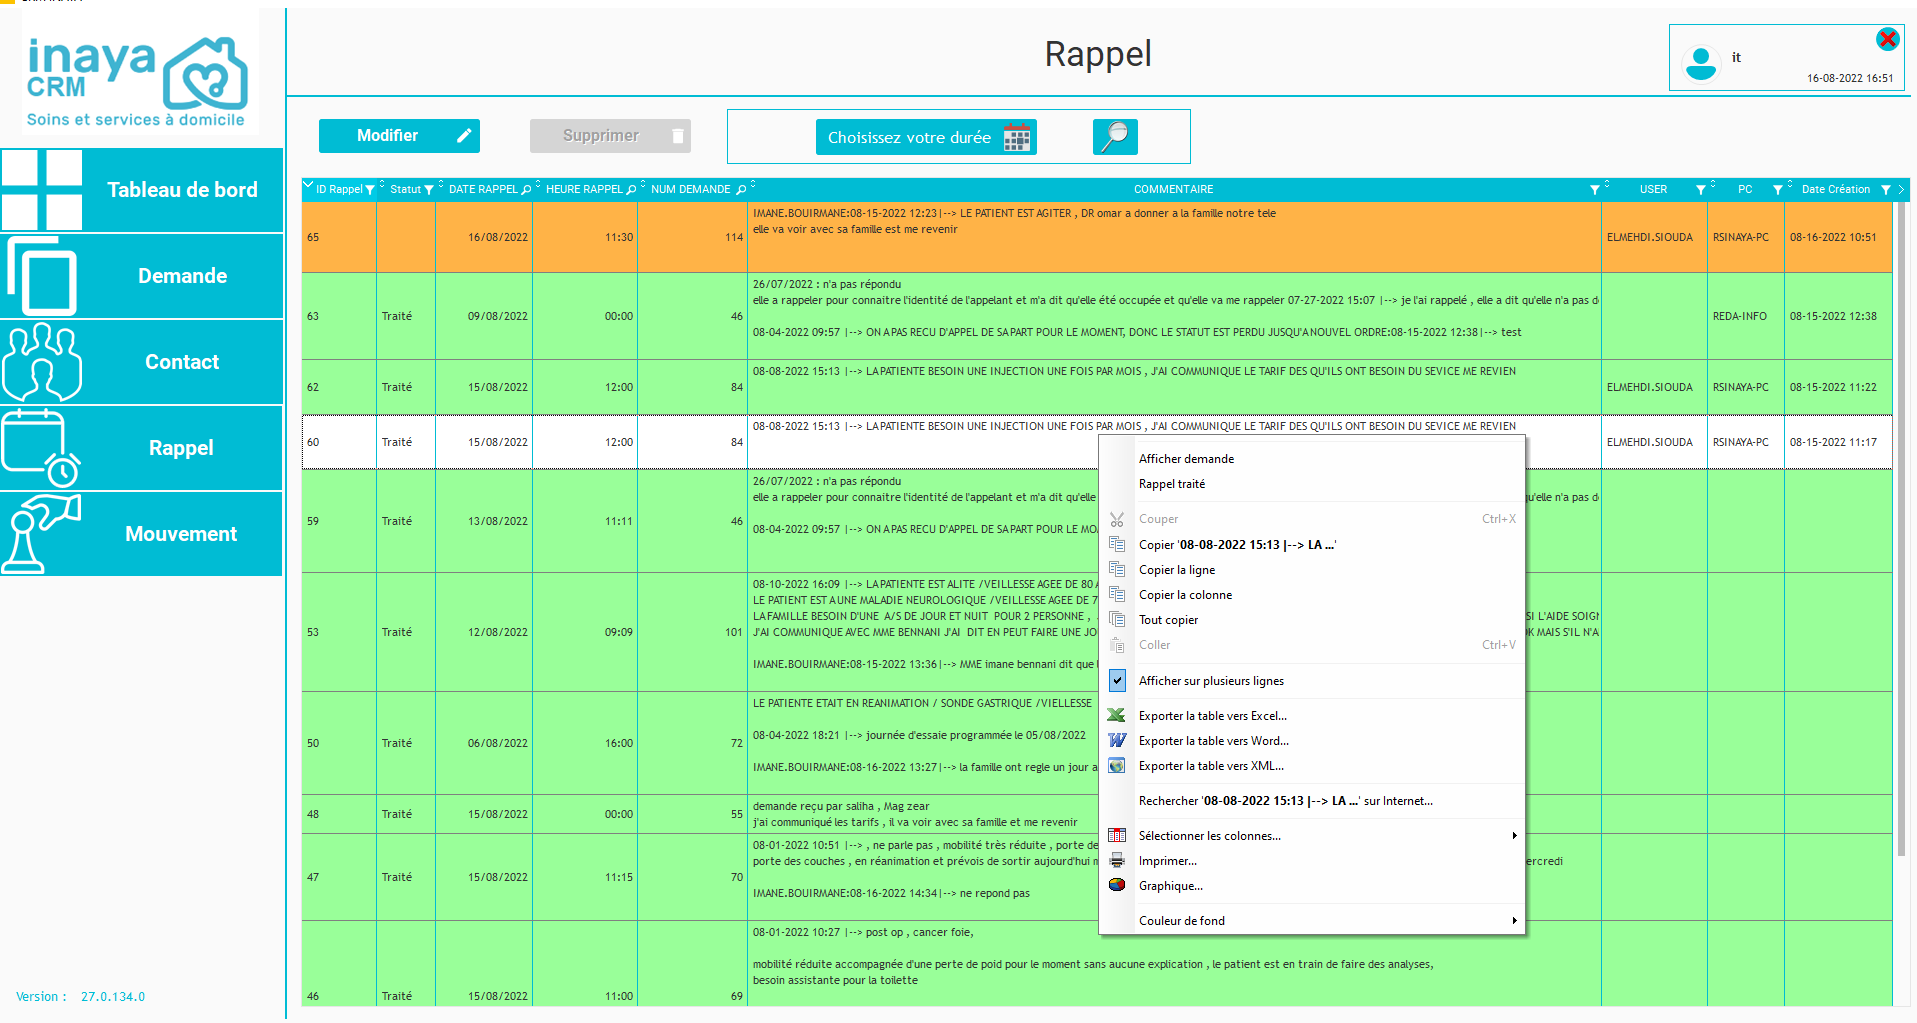 inaya
CRM
Soins et services à domicile
Rappel
it
16-08-2022 16:51
Modifier
Supprimer
Choisissez votre durée
Tableau de bord
Demande
Contact
Rappel
Mouvement
Version : 27.0.134.0
ID Rappel Statut DATE RAPPEL HEURE RAPPEL NUM DEMANDE COMMENTAIRE USER PC Date Création
IMANE.BOUIRMANE:08-15-2022 12:23|--> LE PATIENT EST AGITER , DR omar a donner a la famille notre tele
elle va voir avec sa famille est me revenir
65 16/08/2022 11:30 114 ELMEHDI.SIOUDA RSINAYA-PC 08-16-2022 10:51
26/07/2022 : n'a pas répondu
elle a rappeler pour connaitre l'identité de l'appelant et m'a dit qu'elle été occupée et qu'elle va me rappeler 07-27-2022 15:07 |--> je l'ai rappelé , elle a dit qu'elle n'a pas d
63 Traité 09/08/2022 00:00 46 REDA-INFO 08-15-2022 12:38
08-04-2022 09:57 |--> ON A PAS RECU D'APPEL DE SA PART POUR LE MOMENT, DONC LE STATUT EST PERDU JUSQU'A NOUVEL ORDRE:08-15-2022 12:38|--> test
08-08-2022 15:13 |--> LA PATIENTE BESOIN UNE INJECTION UNE FOIS PAR MOIS , J'AI COMMUNIQUE LE TARIF DES QU'ILS ONT BESOIN DU SEVICE ME REVIEN
62 Traité 15/08/2022 12:00 84 ELMEHDI.SIOUDA RSINAYA-PC 08-15-2022 11:22
08-08-2022 15:13 |--> LA PATIENTE BESOIN UNE INJECTION UNE FOIS PAR MOIS , J'AI COMMUNIQUE LE TARIF DES QU'ILS ONT BESOIN DU SEVICE ME REVIEN
60 Traité 15/08/2022 12:00 84 ELMEHDI.SIOUDA RSINAYA-PC 08-15-2022 11:17
26/07/2022 : n'a pas répondu
elle a rappeler pour connaitre l'identité de l'appelant et m'a dit qu'elle qu'elle n'a pas d
59 Traité 13/08/2022 11:11 46
08-04-2022 09:57 |--> ON A PAS RECU D'APPEL DE SA PART POUR LE MO
08-10-2022 16:09 |--> LA PATIENTE EST ALITE /VEILLESSE AGEE DE 80
LE PATIENT EST A UNE MALADIE NEUROLOGIQUE /VEILLESSE AGEE DE 7
LA FAMILLE BESOIN D'UNE A/S DE JOUR ET NUIT POUR 2 PERSONNE , SI L'AIDE SOIG
53 Traité 12/08/2022 09:09 101 J'AI COMMUNIQUE AVEC MME BENNANI J'AI DIT EN PEUT FAIRE UNE JO OK MAIS S'IL N'A
IMANE.BOUIRMANE:08-15-2022 13:36|--> MME imane bennani dit que
LE PATIENTE ETAIT EN REANIMATION / SONDE GASTRIQUE /VIELLESSE
08-04-2022 18:21 |--> journée d'essaie programmée le 05/08/2022
50 Traité 06/08/2022 16:00 72
IMANE.BOUIRMANE:08-16-2022 13:27|--> la famille ont regle un jour a
demande reçu par saliha , Mag zear
48 Traité 15/08/2022 00:00 55
j'ai communiqué les tarifs , il va voir avec sa famille et me revenir
08-01-2022 10:51 |--> , ne parle pas , mobilité très réduite , porte de
porte des couches , en réanimation et prévois de sortir aujourd'hui ercredi
47 Traité 15/08/2022 11:15 70
IMANE.BOUIRMANE:08-16-2022 14:34|--> ne repond pas
08-01-2022 10:27 |--> post op , cancer foie,
mobilité réduite accompagnée d'une perte de poid pour le moment sans aucune explication , le patient est en train de faire des analyses,
besoin assistante pour la toilette
46 Traité 15/08/2022 11:00 69
Afficher demande
Rappel traité
Couper Ctrl+X
Copier '08-08-2022 15:13 |--> LA ...'
Copier la ligne
Copier la colonne
Tout copier
Coller Ctrl+V
Afficher sur plusieurs lignes
Exporter la table vers Excel...
Exporter la table vers Word...
Exporter la table vers XML...
Rechercher '08-08-2022 15:13 |--> LA ...' sur Internet...
Sélectionner les colonnes...
Imprimer...
Graphique...
Couleur de fond